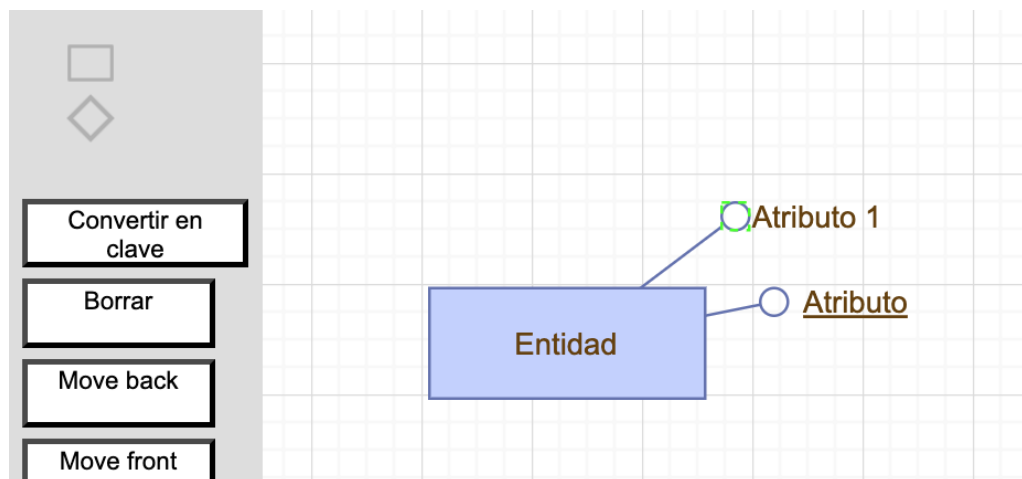 Convertir en
clave
Borrar
Move back
Move front
Atributo 1
Atributo
Entidad